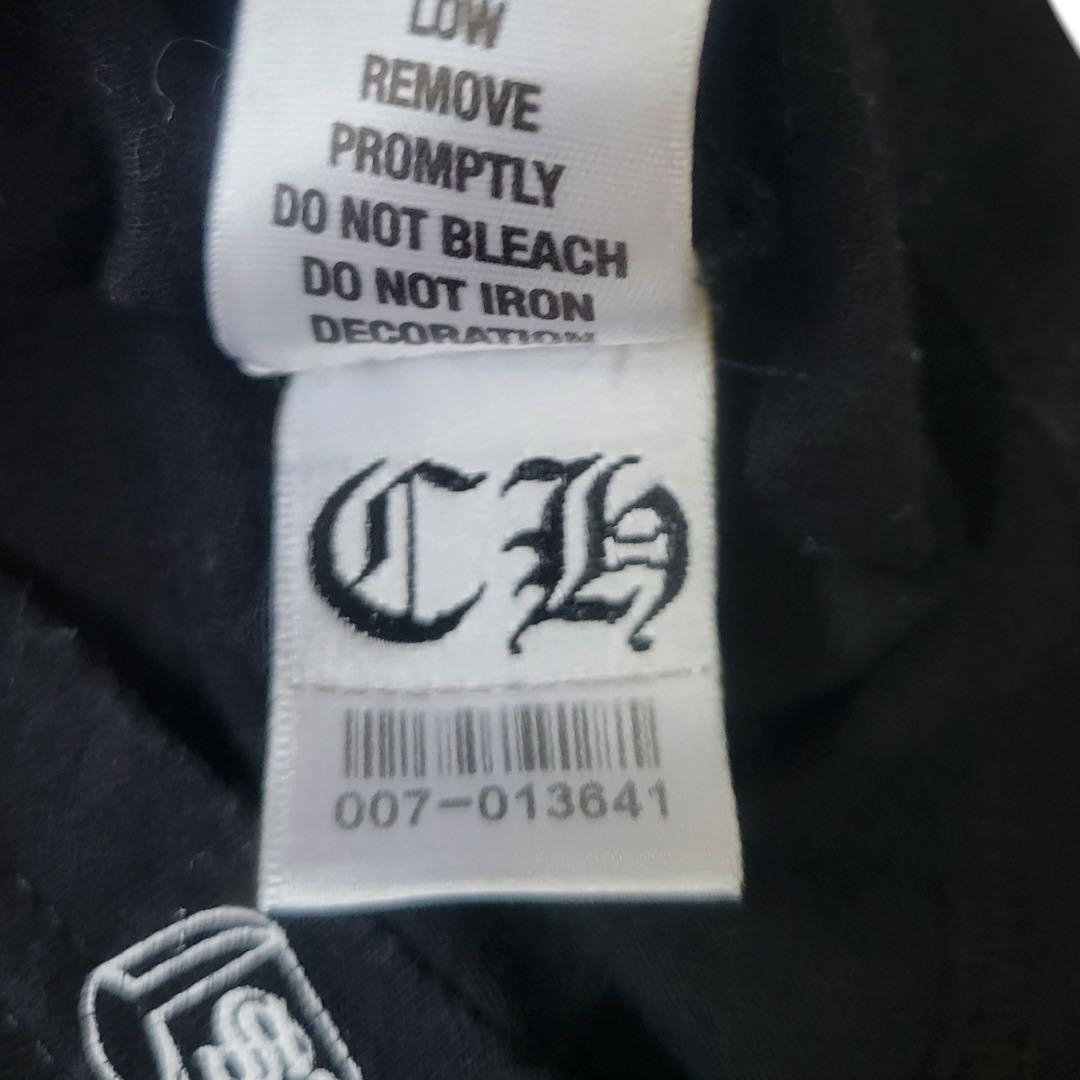 LOW
REMOVE
PROMPTLY
DO NOT BLEACH
DO NOT IRON
DECORATION
CH
007-013641